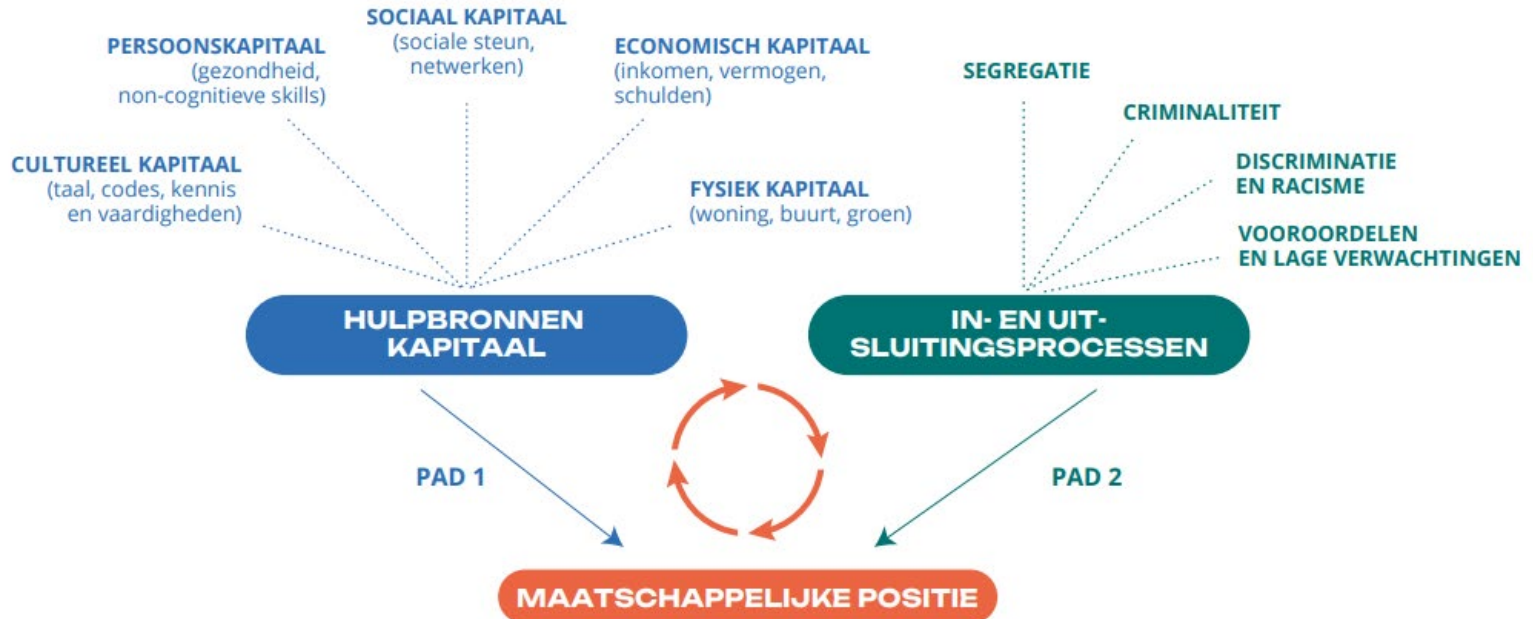 SOCIAAL KAPITAAL
(sociale steun,
netwerken)
PERSOONSKAPITAAL
(gezondheid,
non-cognitieve skills)
ECONOMISCH KAPITAAL
(inkomen, vermogen,
schulden)
CULTUREEL KAPITAAL
(taal, codes, kennis
en vaardigheden)
FYSIEK KAPITAAL
(woning, buurt, groen)
SEGREGATIE
CRIMINALITEIT
DISCRIMINATIE
EN RACISME
VOOROORDELEN
EN LAGE VERWACHTINGEN
HULPBRONNEN
KAPITAAL
IN- EN UIT-
SLUITINGSPROCESSEN
PAD 1
PAD 2
MAATSCHAPPELIJKE POSITIE